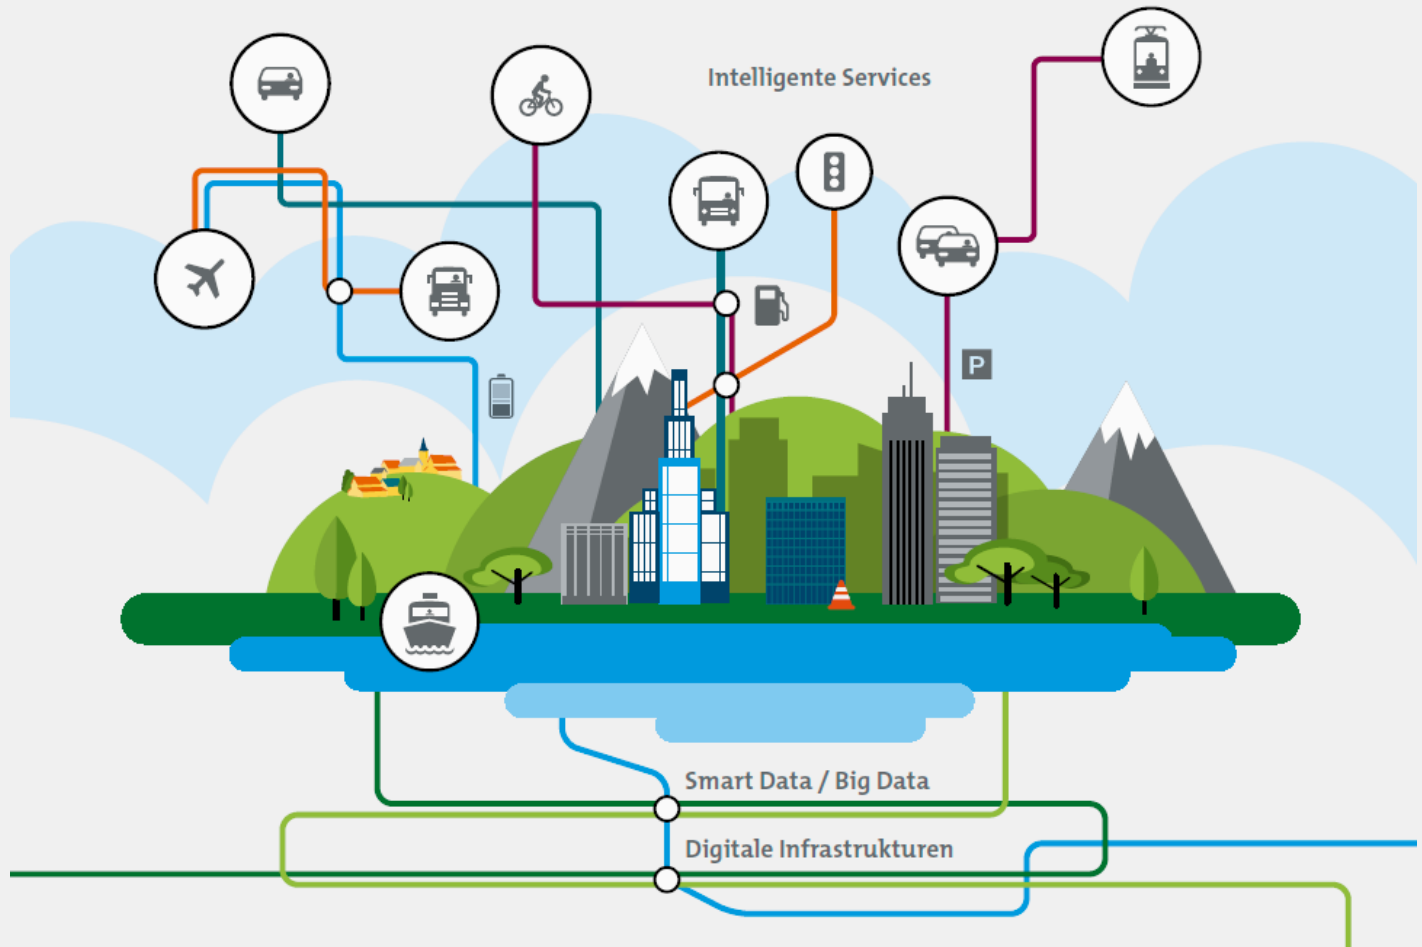 Intelligente Services
P
Smart Data / Big Data
Digitale Infrastrukturen